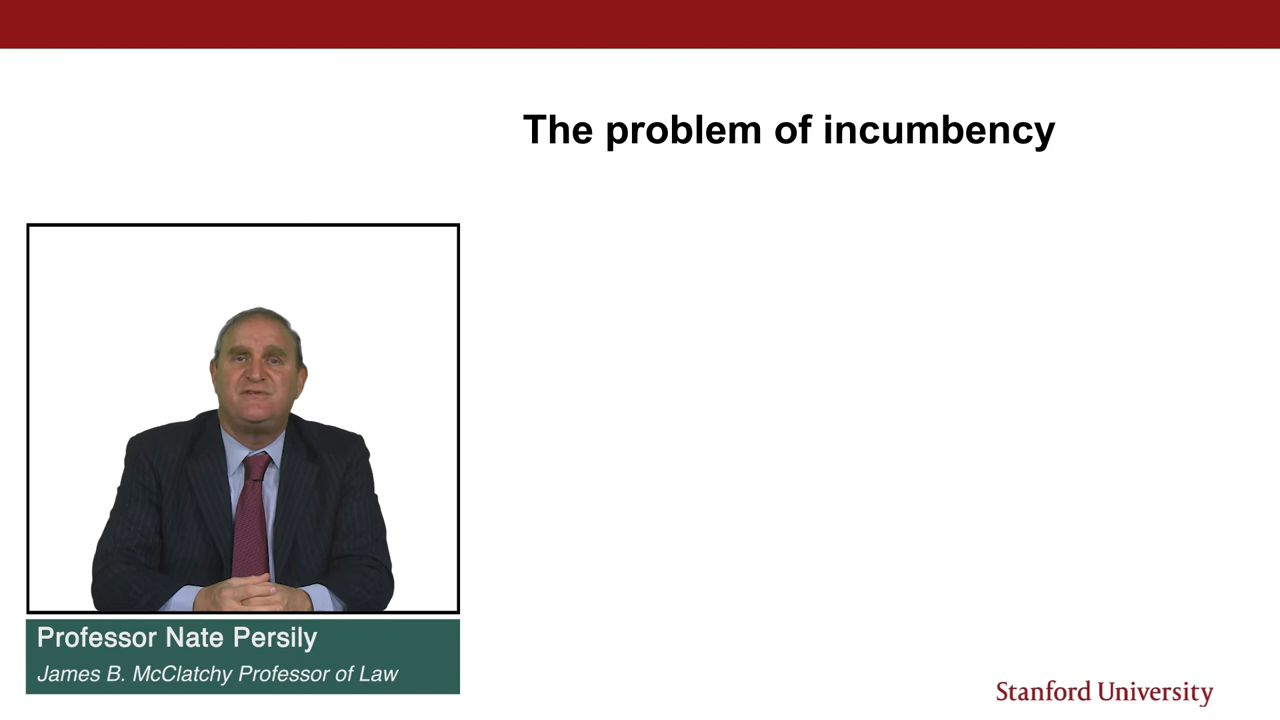 The problem of incumbency
Professor Nate Persily
James B. McClatchy Professor of Law
Stanford University